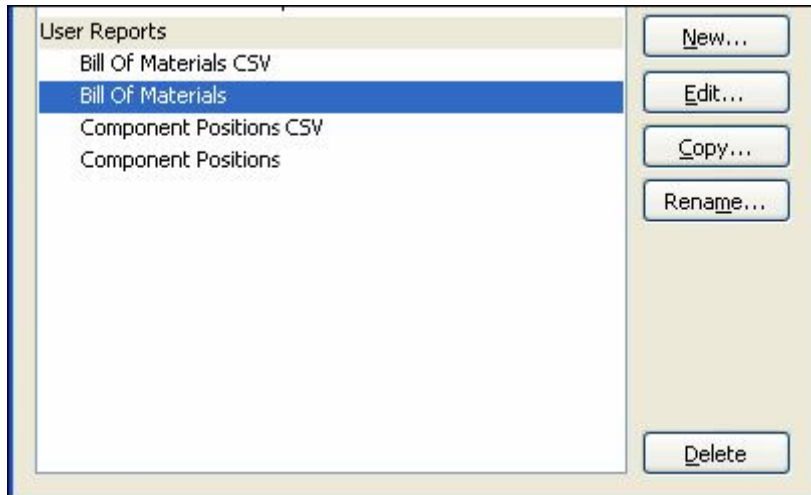 User Reports
Bill Of Materials CSV
Bill Of Materials
Component Positions CSV
Component Positions
New...
Edit...
Copy...
Rename...
Delete